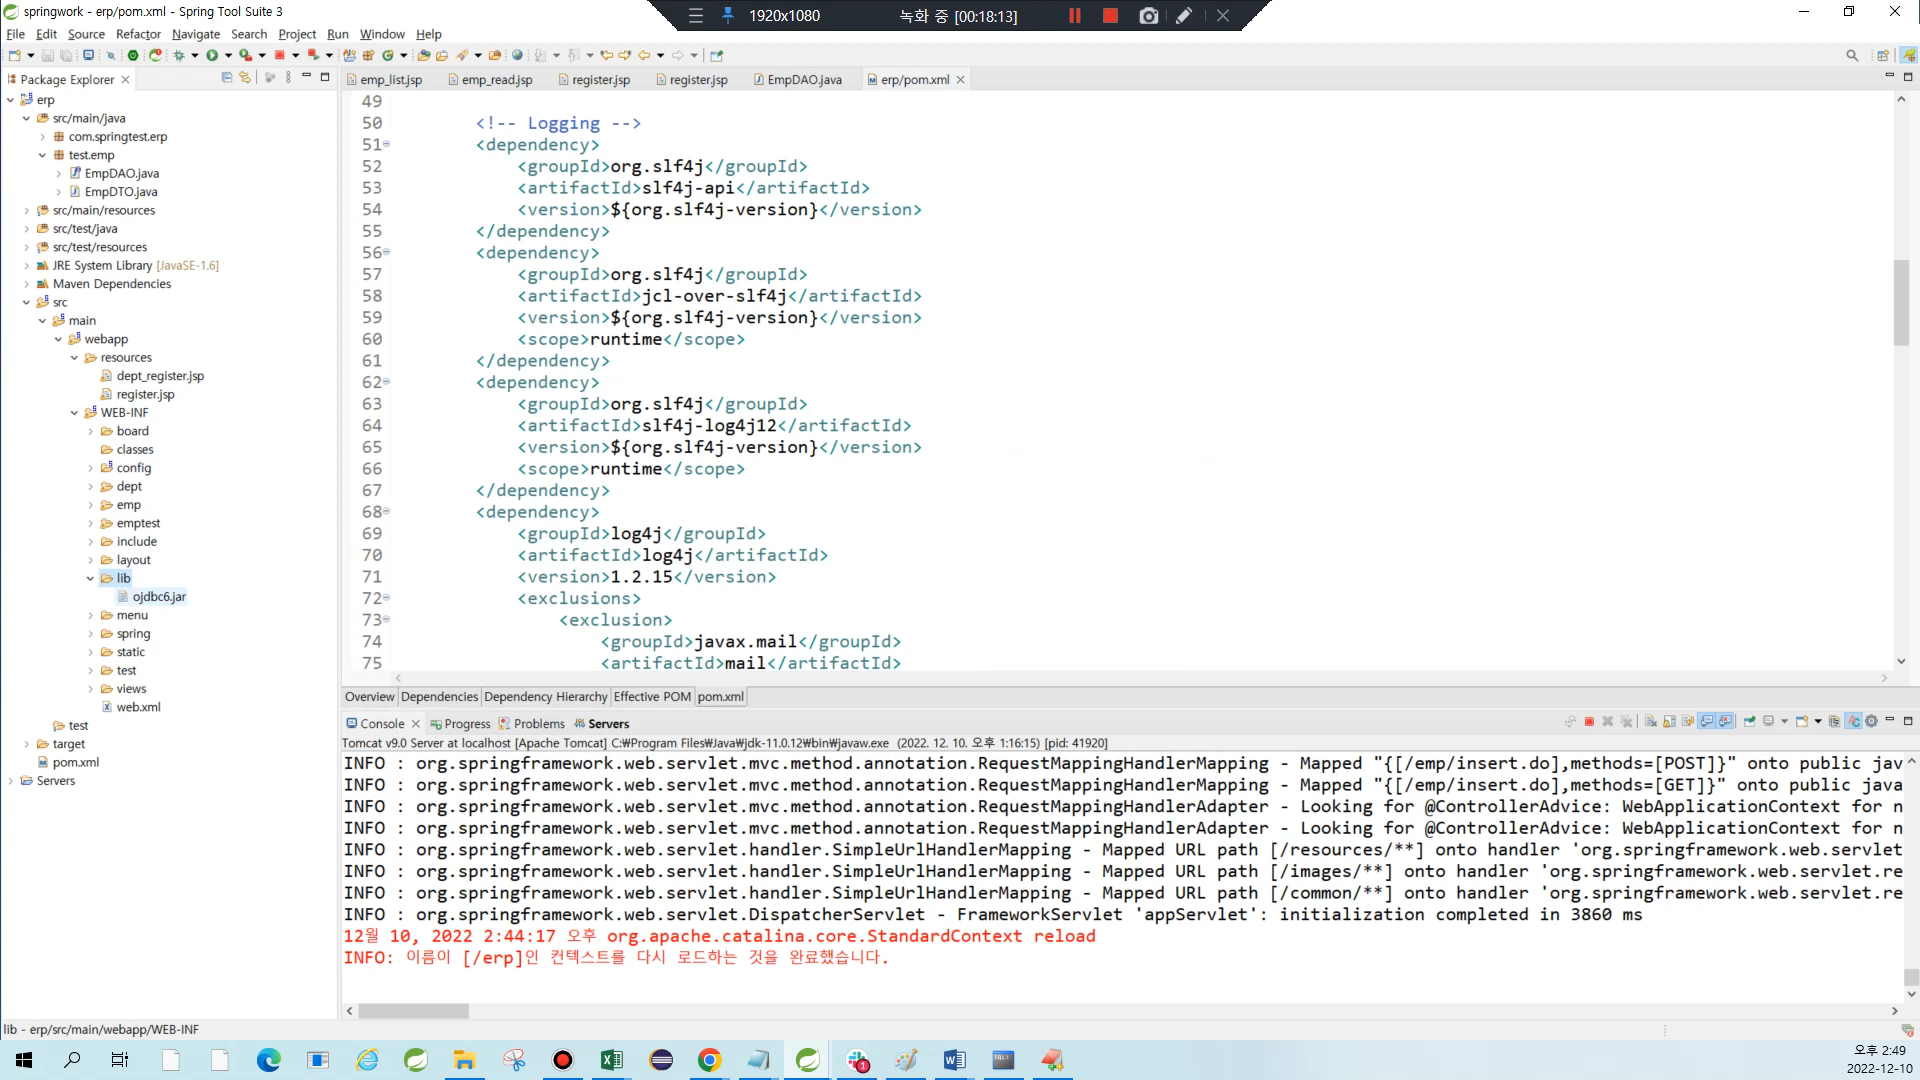 springwork - erp/pom.xml - Spring Tool Suite 3
1920x1080
녹화 중 [00:18:13]
File Edit Source Refactor Navigate Search Project Run Window Help
Package Explorer
emp_list.jsp
emp_read.jsp
register.jsp
register.jsp
EmpDAO.java
erp/pom.xml
erp
src/main/java
com.springtest.erp
test.emp
EmpDAO.java
EmpDTO.java
src/main/resources
src/test/java
src/test/resources
JRE System Library [JavaSE-1.6]
Maven Dependencies
src
main
webapp
resources
dept_register.jsp
register.jsp
WEB-INF
board
classes
config
dept
emp
emptest
include
layout
lib
ojdbc6.jar
menu
spring
static
test
views
web.xml
test
target
pom.xml
Servers
49
50 <!-- Logging -->
51 <dependency>
52 <groupId>org.slf4j</groupId>
53 <artifactId>slf4j-api</artifactId>
54 <version>${org.slf4j-version}</version>
55 </dependency>
56 <dependency>
57 <groupId>org.slf4j</groupId>
58 <artifactId>jcl-over-slf4j</artifactId>
59 <version>${org.slf4j-version}</version>
60 <scope>runtime</scope>
61 </dependency>
62 <dependency>
63 <groupId>org.slf4j</groupId>
64 <artifactId>slf4j-log4j12</artifactId>
65 <version>${org.slf4j-version}</version>
66 <scope>runtime</scope>
67 </dependency>
68 <dependency>
69 <groupId>log4j</groupId>
70 <artifactId>log4j</artifactId>
71 <version>1.2.15</version>
72 <exclusions>
73 <exclusion>
74 <groupId>javax.mail</groupId>
75 <artifactId>mail</artifactId>
Overview Dependencies Dependency Hierarchy Effective POM pom.xml
Console Progress Problems Servers
Tomcat v9.0 Server at localhost [Apache Tomcat] C:₩Program Files₩Java₩jdk-11.0.12₩bin₩javaw.exe (2022. 12. 10. 오후 1:16:15) [pid: 41920]
INFO : org.springframework.web.servlet.mvc.method.annotation.RequestMappingHandlerMapping - Mapped "{[/emp/insert.do],methods=[POST]}" onto public jav
INFO : org.springframework.web.servlet.mvc.method.annotation.RequestMappingHandlerMapping - Mapped "{[/emp/insert.do],methods=[GET]}" onto public java
INFO : org.springframework.web.servlet.mvc.method.annotation.RequestMappingHandlerAdapter - Looking for @ControllerAdvice: WebApplicationContext for n
INFO : org.springframework.web.servlet.mvc.method.annotation.RequestMappingHandlerAdapter - Looking for @ControllerAdvice: WebApplicationContext for n
INFO : org.springframework.web.servlet.handler.SimpleUrlHandlerMapping - Mapped URL path [/resources/**] onto handler 'org.springframework.web.servlet
INFO : org.springframework.web.servlet.handler.SimpleUrlHandlerMapping - Mapped URL path [/images/**] onto handler 'org.springframework.web.servlet.re
INFO : org.springframework.web.servlet.handler.SimpleUrlHandlerMapping - Mapped URL path [/common/**] onto handler 'org.springframework.web.servlet.re
INFO : org.springframework.web.servlet.DispatcherServlet - FrameworkServlet 'appServlet': initialization completed in 3860 ms
12월 10, 2022 2:44:17 오후 org.apache.catalina.core.StandardContext reload
INFO: 이름이 [/erp]인 컨텍스트를 다시 로드하는 것을 완료했습니다.
lib - erp/src/main/webapp/WEB-INF
오후 2:49
2022-12-10